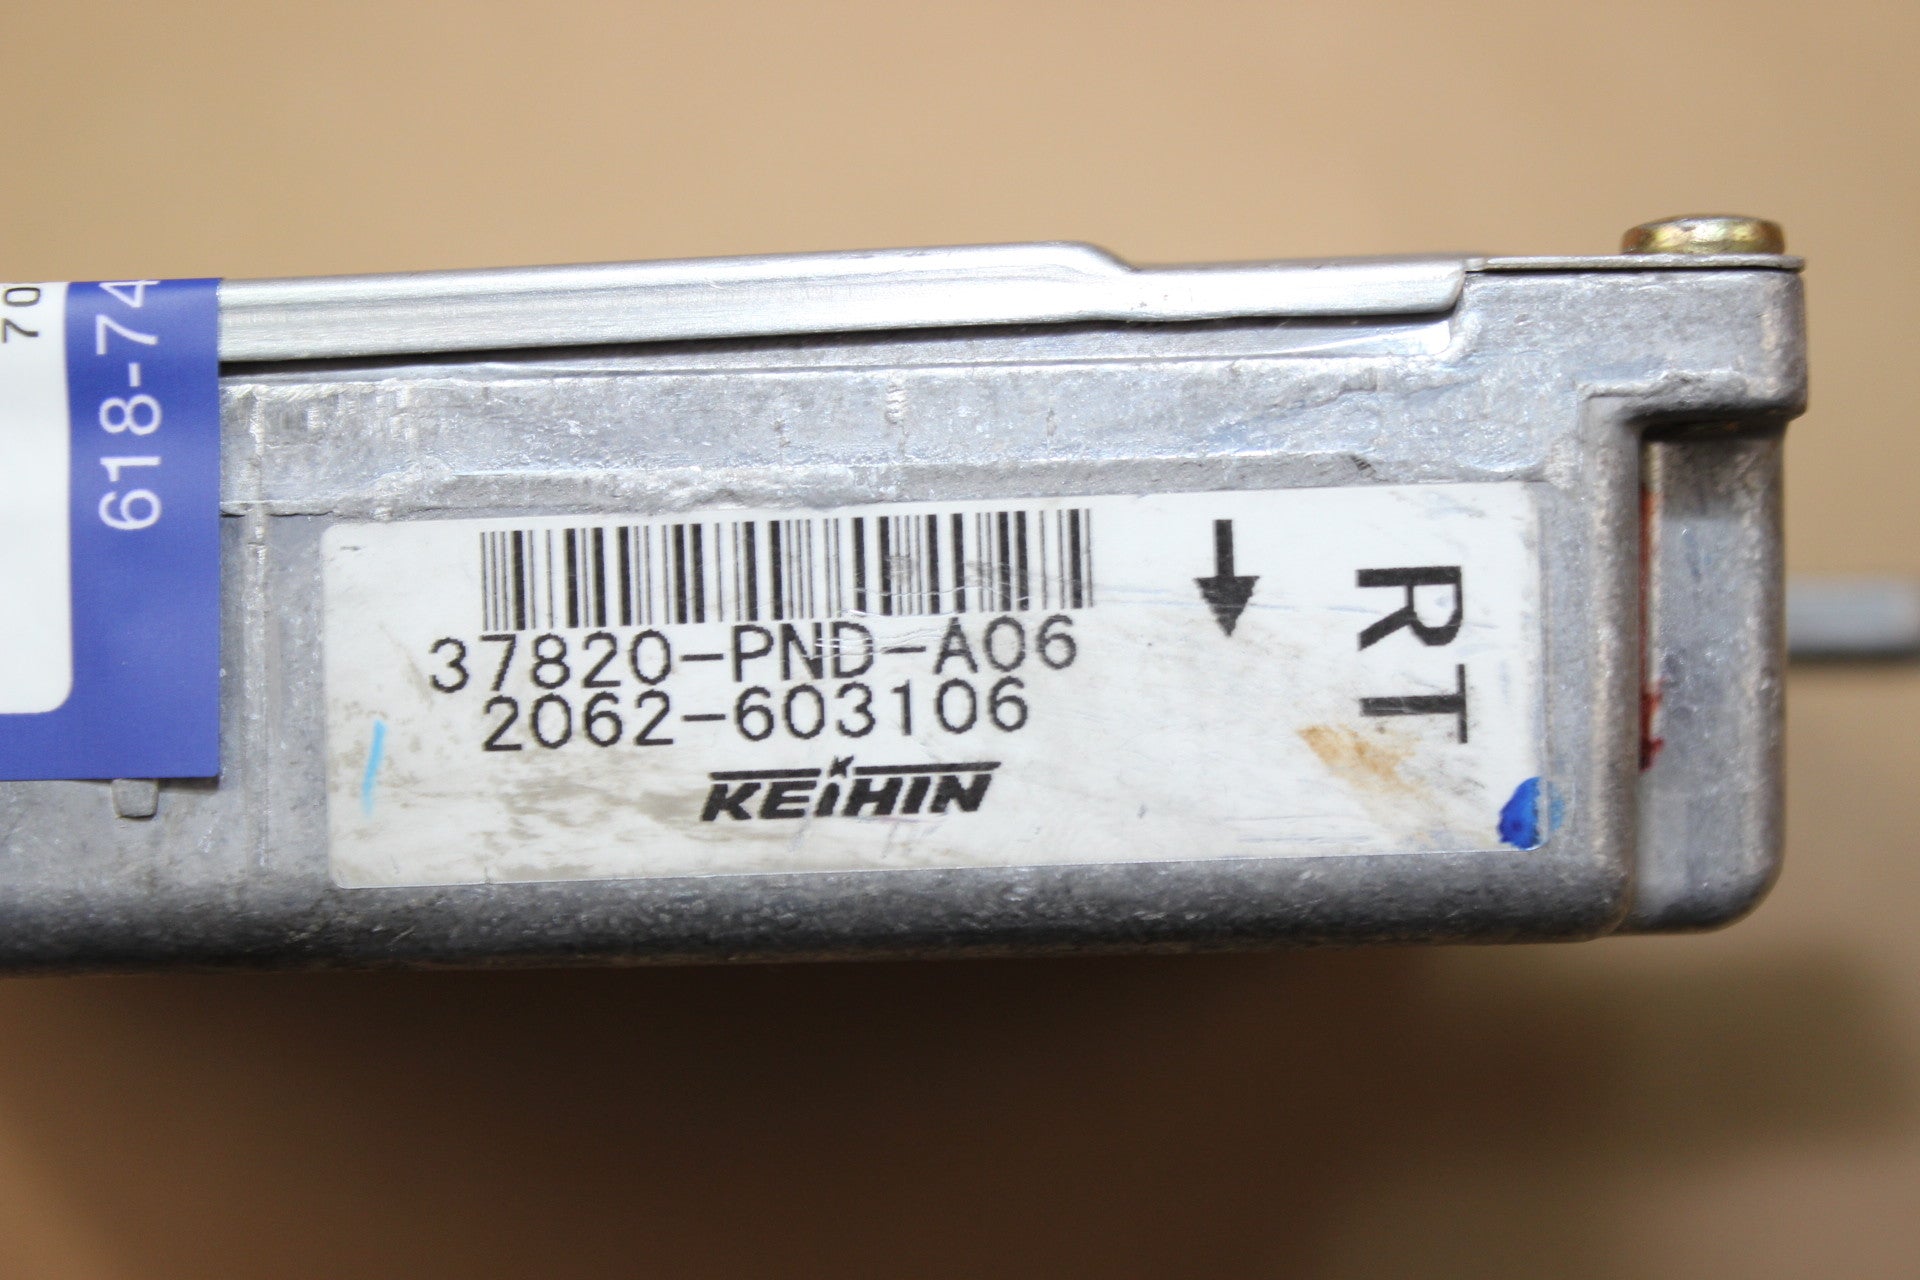 70
618-74
37820-PND-A06
2062-603106
KEIHIN
RT